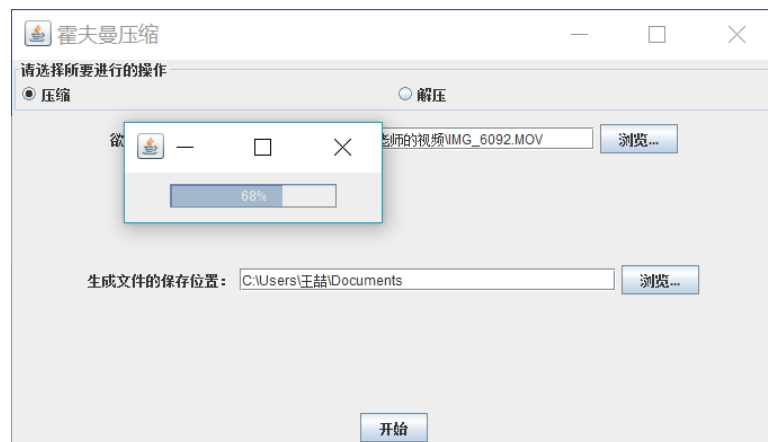 霍夫曼压缩
请选择所要进行的操作
压缩 解压
欲 老师的视频\IMG_6092.MOV 浏览...
68%
生成文件的保存位置： C:\Users\王喆\Documents 浏览...
开始